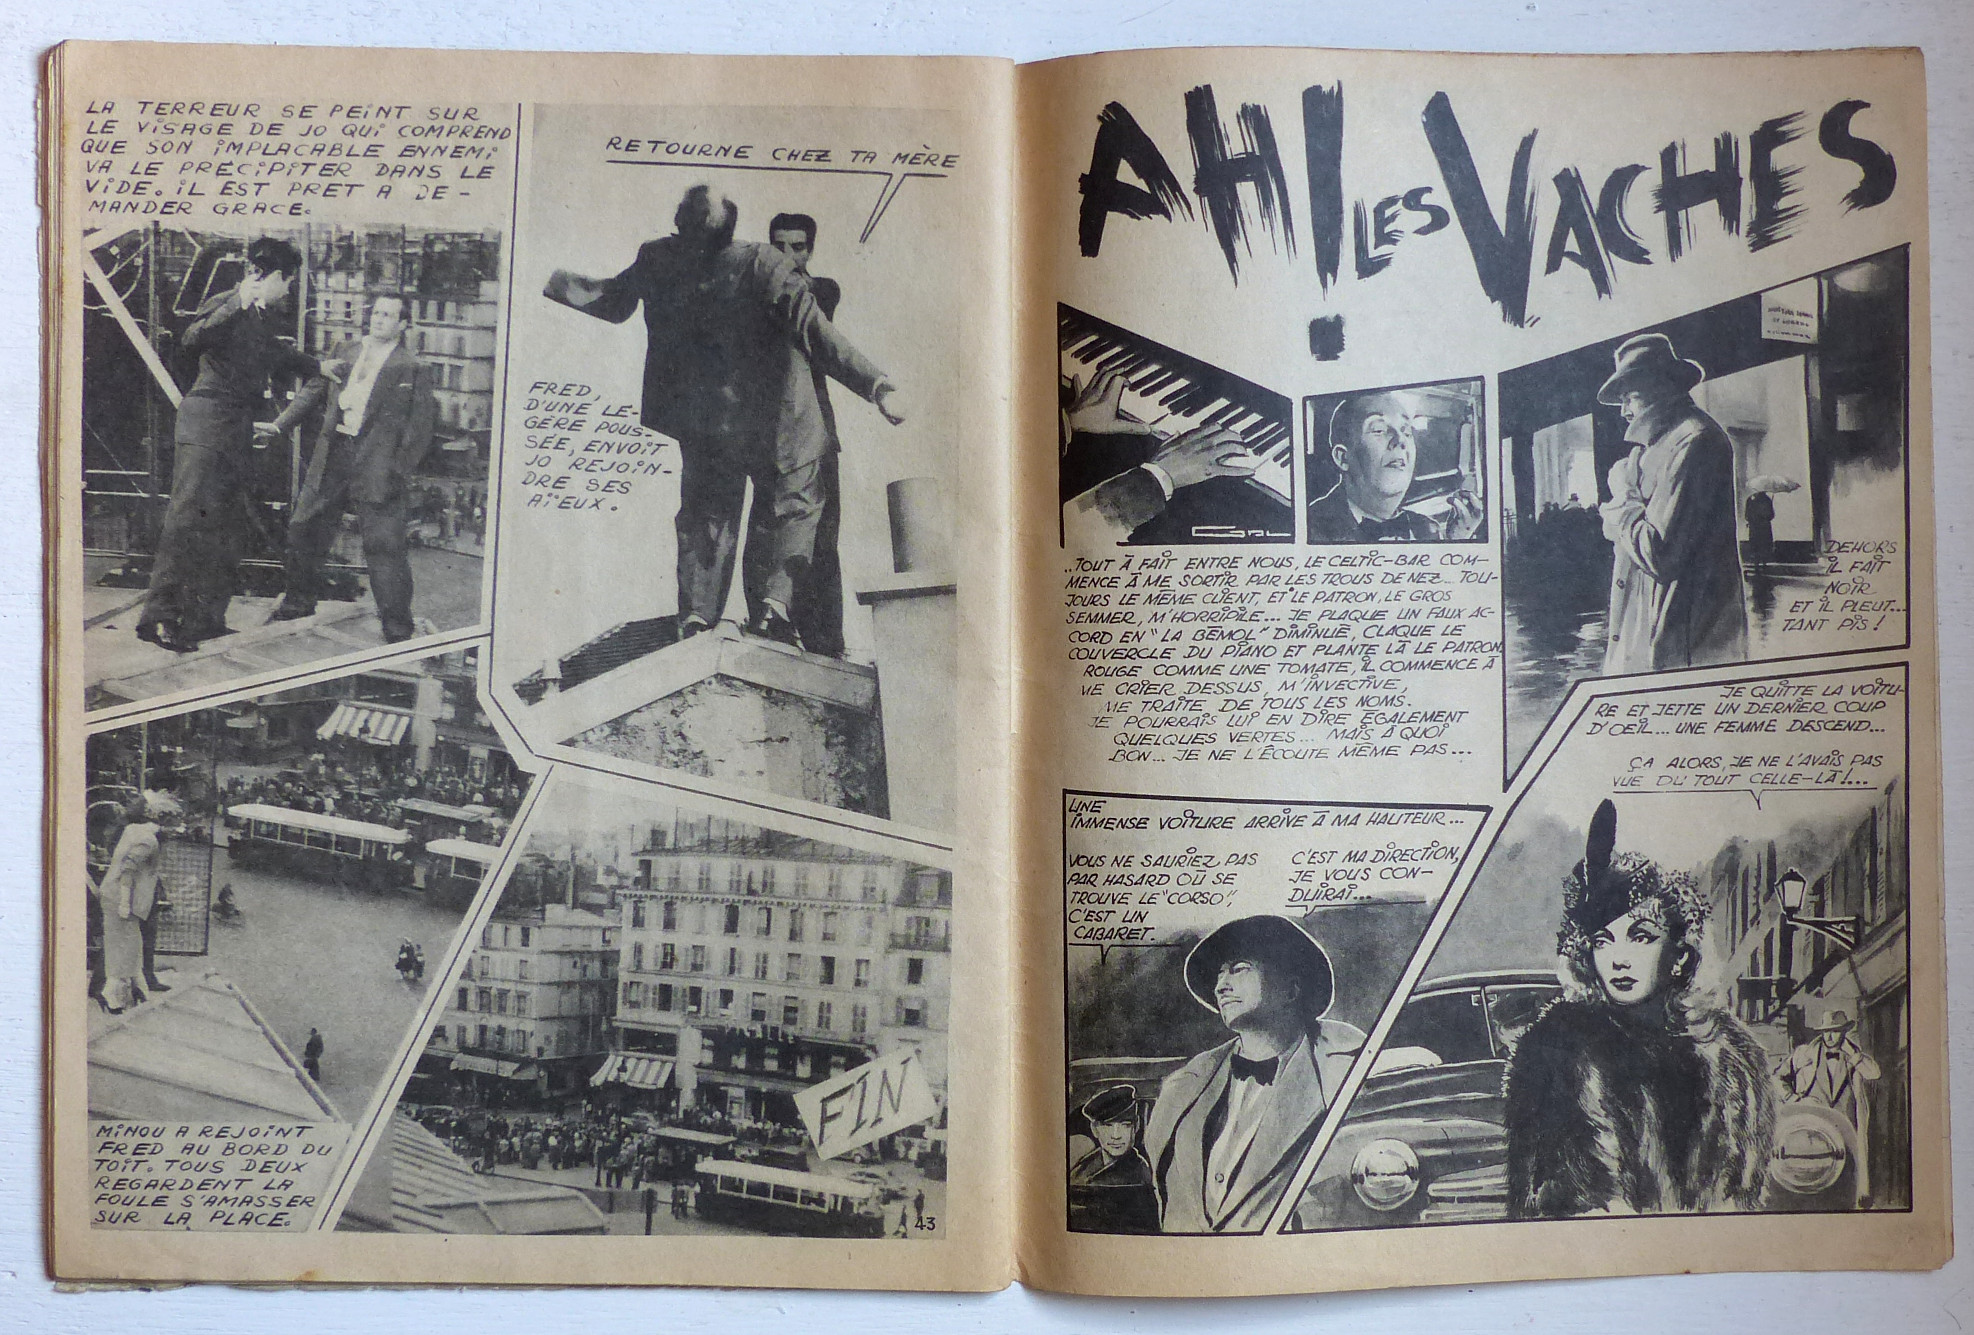 LA TERREUR SE PEINT SUR
LE VISAGE DE JO QUI COMPREND
QUE SON IMPLACABLE ENNEMI
VA LE PRÉCIPITER DANS LE
VIDE. IL EST PRET A DE-
MANDER GRACE.
RETOURNE CHEZ TA MÈRE
FRED,
D'UNE LÉ-
GÈRE POUS-
SÉE, ENVOIT
JO REJOIN-
DRE SES
AÏEUX.
MINOU A REJOINT
FRED AU BORD DU
TOIT. TOUS DEUX
REGARDENT LA
FOULE S'AMASSER
SUR LA PLACE.
FIN
43
AH! LES VACHES
GAL
..TOUT À FAIT ENTRE NOUS, LE CELTIC-BAR COM-
MENCE À ME SORTIR PAR LES TROUS DE NEZ... TOU-
JOURS LE MÊME CLIENT, ET LE PATRON, LE GROS
SEMMER, M'HORRIPILE... JE PLAQUE UN FAUX AC-
CORD EN "LA BÉMOL" DIMINUÉ, CLAQUE LE
COUVERCLE DU PIANO ET PLANTE LÀ LE PATRON.
ROUGE COMME UNE TOMATE, IL COMMENCE À
ME CRIER DESSUS, M'INVECTIVE,
ME TRAITE DE TOUS LES NOMS.
JE POURRAIS LUI EN DIRE ÉGALEMENT
QUELQUES VERTES... MAIS À QUOI
BON... JE NE L'ÉCOUTE MÊME PAS...
DEHORS
IL FAIT
NOIR
ET IL PLEUT...
TANT PIS!
UNE
IMMENSE VOITURE ARRIVE À MA HAUTEUR...
VOUS NE SAURIEZ PAS
PAR HASARD OÙ SE
TROUVE LE "CORSO",
C'EST UN
CABARET.
C'EST MA DIRECTION,
JE VOUS CON-
DUIRAI...
JE QUITTE LA VOITU-
RE ET JETTE UN DERNIER COUP
D'OEIL... UNE FEMME DESCEND...
ÇA ALORS, JE NE L'AVAIS PAS
VUE DU TOUT CELLE-LÀ!...